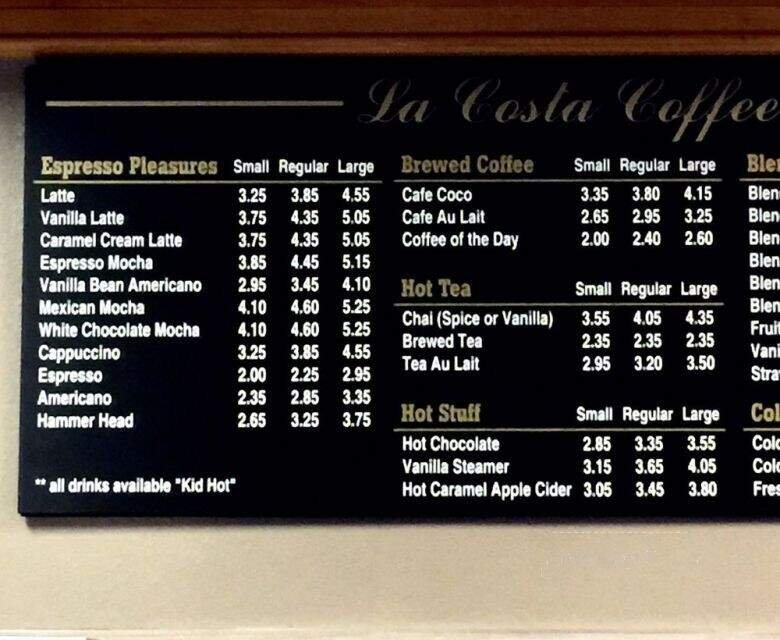 La Costa Coffee
Espresso Pleasures Small Regular Large
Latte 3.25 3.85 4.55
Vanilla Latte 3.75 4.35 5.05
Caramel Cream Latte 3.75 4.35 5.05
Espresso Mocha 3.85 4.45 5.15
Vanilla Bean Americano 2.95 3.45 4.10
Mexican Mocha 4.10 4.60 5.25
White Chocolate Mocha 4.10 4.60 5.25
Cappuccino 3.25 3.85 4.55
Espresso 2.00 2.25 2.95
Americano 2.35 2.85 3.35
Hammer Head 2.65 3.25 3.75
** all drinks available "Kid Hot"
Brewed Coffee Small Regular Large
Cafe Coco 3.35 3.80 4.15
Cafe Au Lait 2.65 2.95 3.25
Coffee of the Day 2.00 2.40 2.60
Hot Tea Small Regular Large
Chai (Spice or Vanilla) 3.55 4.05 4.35
Brewed Tea 2.35 2.35 2.35
Tea Au Lait 2.95 3.20 3.50
Hot Stuff Small Regular Large
Hot Chocolate 2.85 3.35 3.55
Vanilla Steamer 3.15 3.65 4.05
Hot Caramel Apple Cider 3.05 3.45 3.80